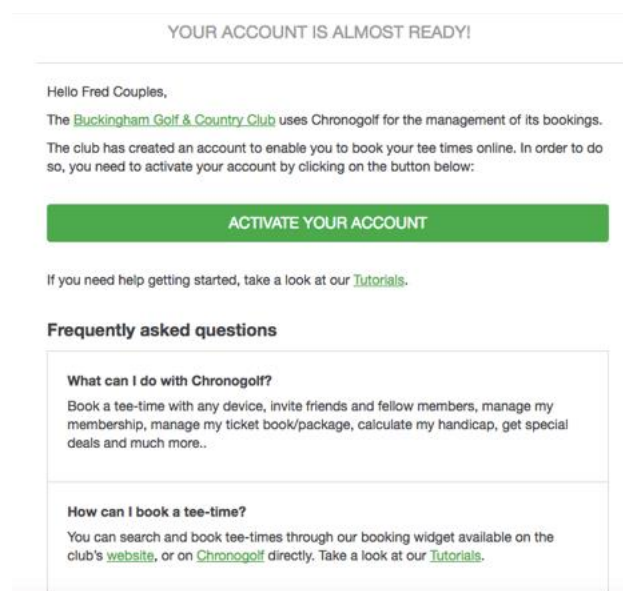 YOUR ACCOUNT IS ALMOST READY!
Hello Fred Couples,
The Buckingham Golf & Country Club uses Chronogolf for the management of its bookings.
The club has created an account to enable you to book your tee times online. In order to do
so, you need to activate your account by clicking on the button below:
ACTIVATE YOUR ACCOUNT
If you need help getting started, take a look at our Tutorials.
Frequently asked questions
What can I do with Chronogolf?
Book a tee-time with any device, invite friends and fellow members, manage my
membership, manage my ticket book/package, calculate my handicap, get special
deals and much more..
How can I book a tee-time?
You can search and book tee-times through our booking widget available on the
club's website, or on Chronogolf directly. Take a look at our Tutorials.